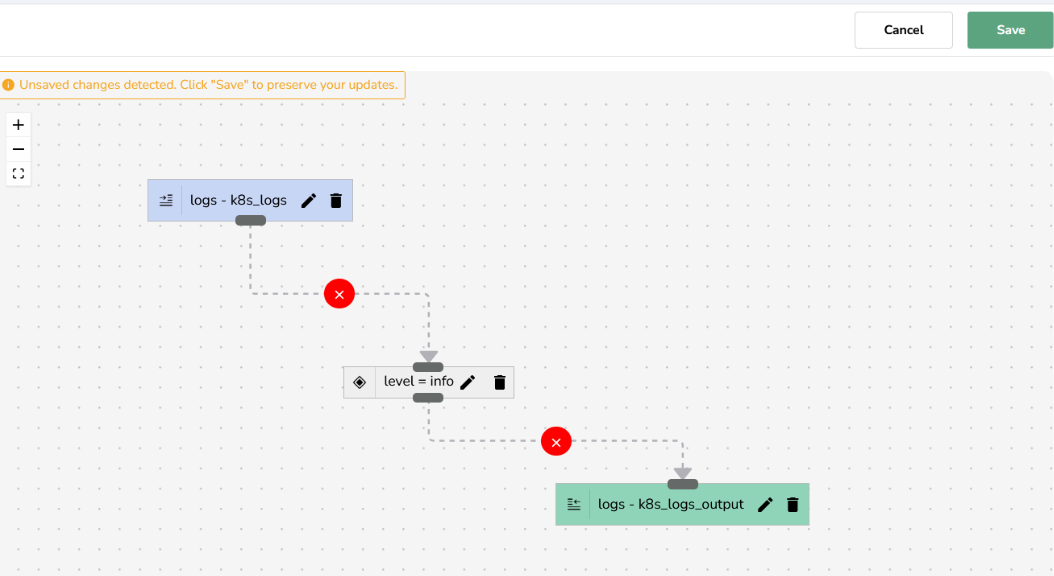 Cancel
Save
Unsaved changes detected. Click "Save" to preserve your updates.
logs - k8s_logs
level = info
logs - k8s_logs_output